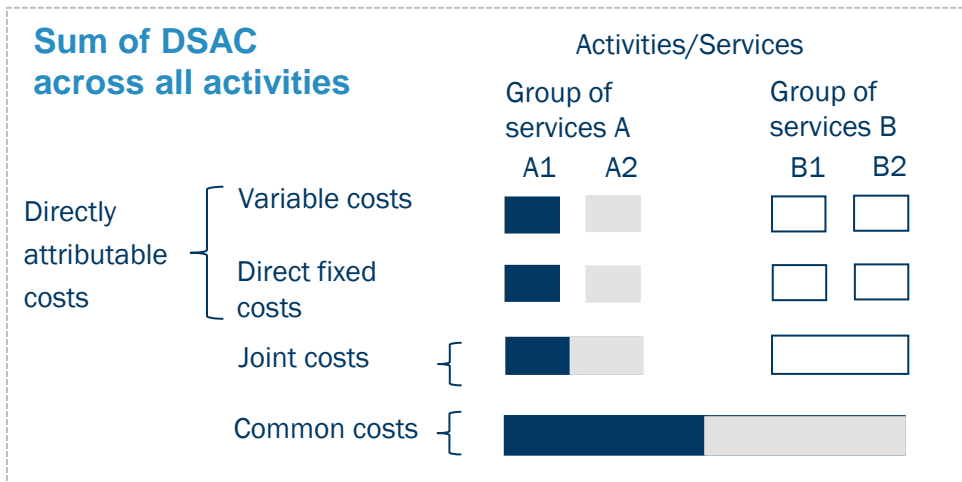 Sum of DSAC
across all activities
Activities/Services
Group of
services A
Group of
services B
A1
A2
B1
B2
Directly
attributable
costs
Variable costs
Direct fixed
costs
Joint costs
Common costs